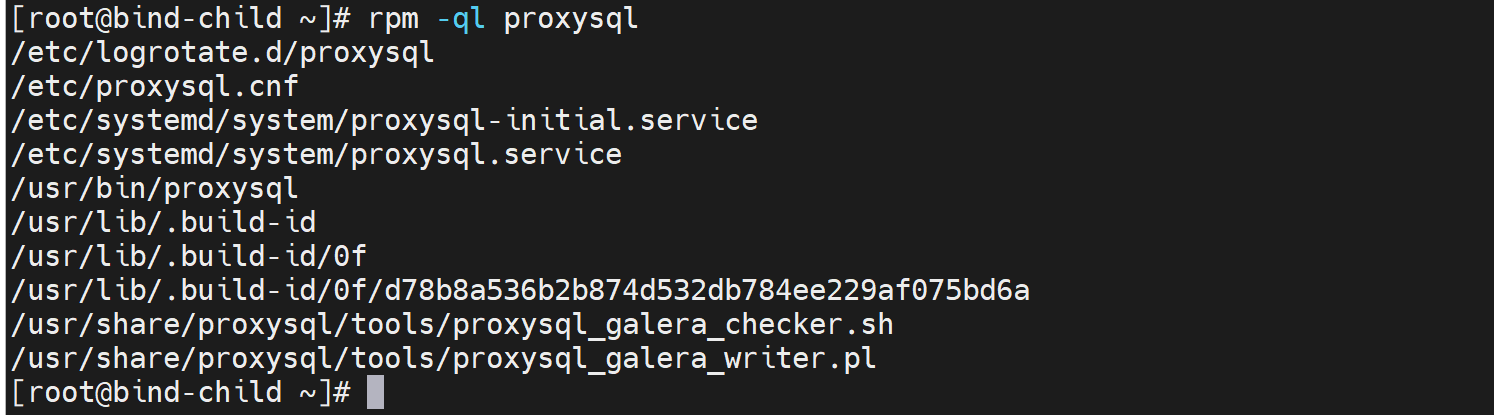 [root@bind-child ~]# rpm -ql proxysql
/etc/logrotate.d/proxysql
/etc/proxysql.cnf
/etc/systemd/system/proxysql-initial.service
/etc/systemd/system/proxysql.service
/usr/bin/proxysql
/usr/lib/.build-id
/usr/lib/.build-id/0f
/usr/lib/.build-id/0f/d78b8a536b2b874d532db784ee229af075bd6a
/usr/share/proxysql/tools/proxysql_galera_checker.sh
/usr/share/proxysql/tools/proxysql_galera_writer.pl
[root@bind-child ~]#